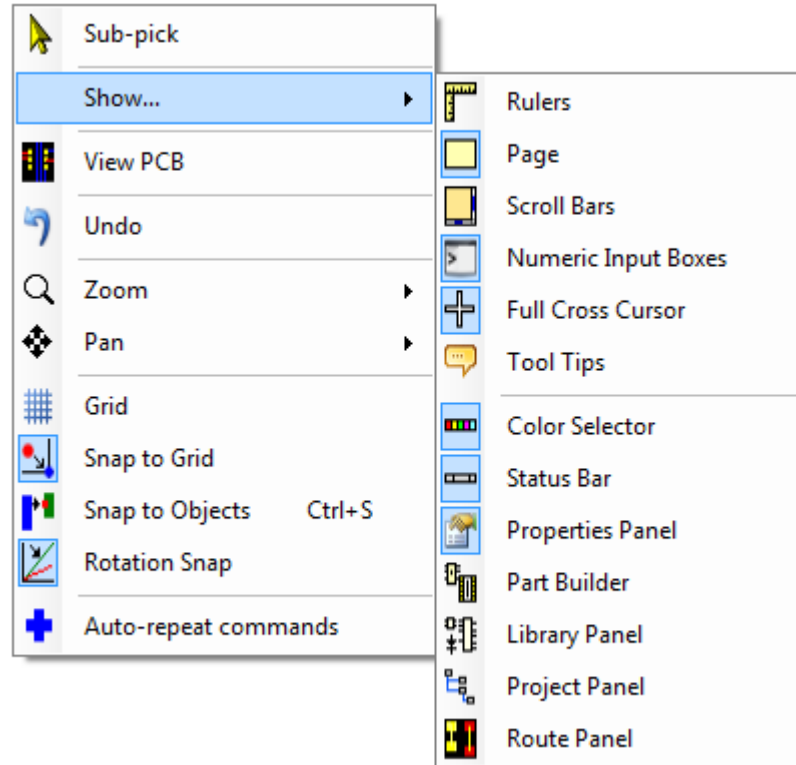 Sub-pick
Show...
View PCB
Undo
Zoom
Pan
Grid
Snap to Grid
Snap to Objects Ctrl+S
Rotation Snap
Auto-repeat commands
Rulers
Page
Scroll Bars
Numeric Input Boxes
Full Cross Cursor
Tool Tips
Color Selector
Status Bar
Properties Panel
Part Builder
Library Panel
Project Panel
Route Panel